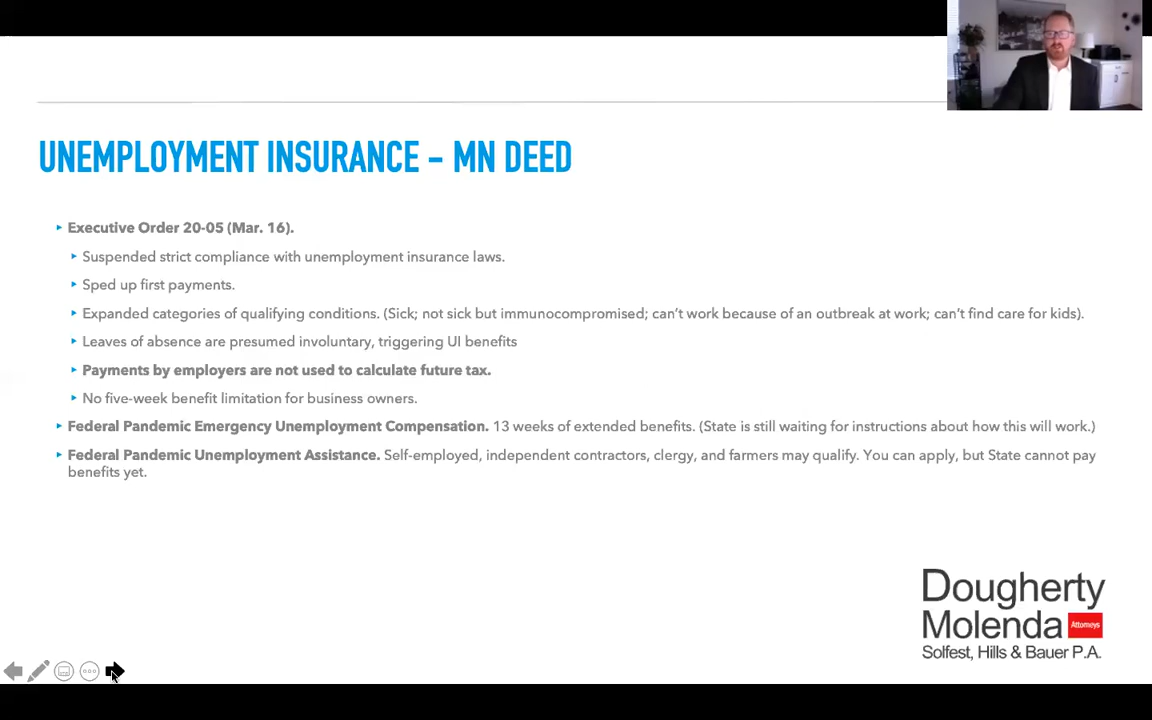 UNEMPLOYMENT INSURANCE – MN DEED
Executive Order 20-05 (Mar. 16).
Suspended strict compliance with unemployment insurance laws.
Sped up first payments.
Expanded categories of qualifying conditions. (Sick; not sick but immunocompromised; can’t work because of an outbreak at work; can’t find care for kids).
Leaves of absence are presumed involuntary, triggering UI benefits
Payments by employers are not used to calculate future tax.
No five-week benefit limitation for business owners.
Federal Pandemic Emergency Unemployment Compensation. 13 weeks of extended benefits. (State is still waiting for instructions about how this will work.)
Federal Pandemic Unemployment Assistance. Self-employed, independent contractors, clergy, and farmers may qualify. You can apply, but State cannot pay
benefits yet.
Dougherty
Molenda Attorneys
Solfest, Hills & Bauer P.A.